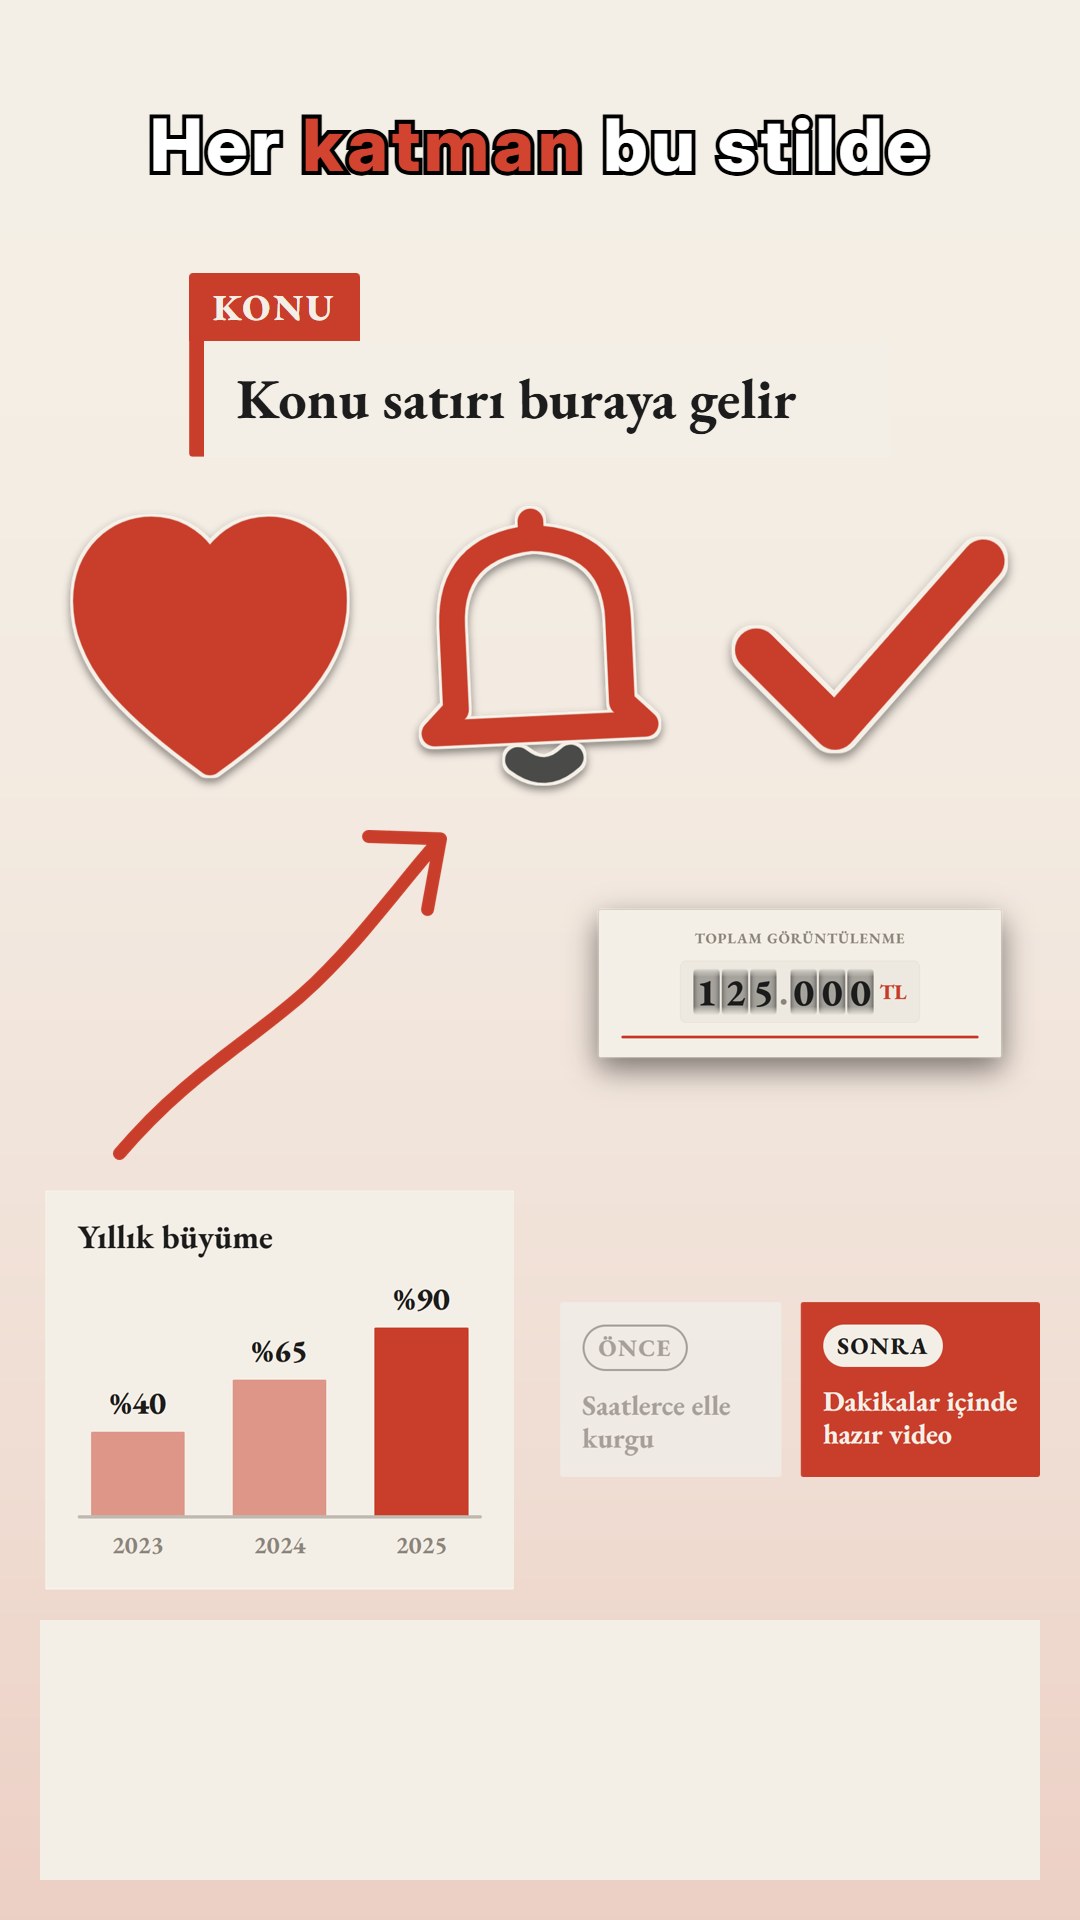 Her katman bu stilde
KONU
Konu satırı buraya gelir
TOPLAM GÖRÜNTÜLENME
125.000 TL
Yıllık büyüme
%40
%65
%90
2023
2024
2025
ÖNCE
Saatlerce elle
kurgu
SONRA
Dakikalar içinde
hazır video